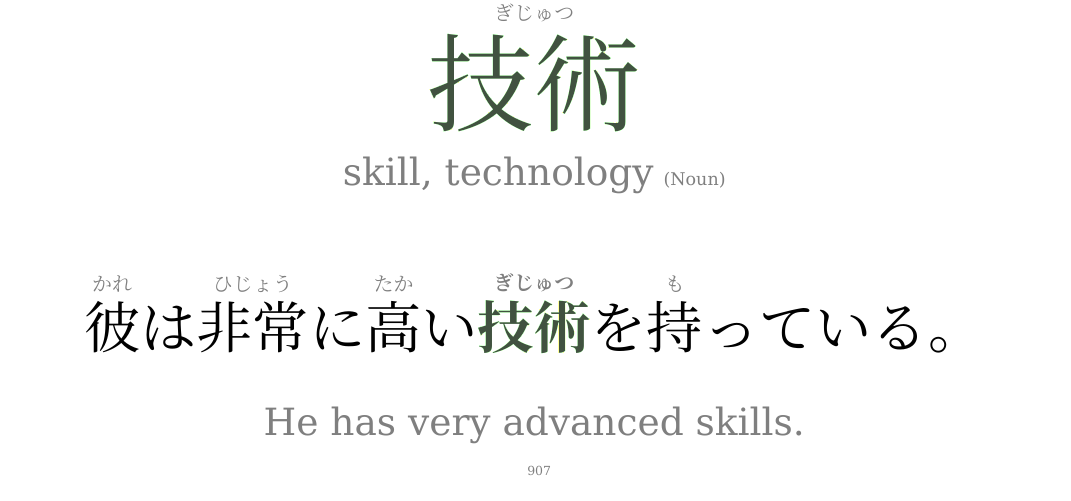 ぎじゅつ
技術
skill, technology (Noun)
かれ ひじょう たか ぎじゅつ も
彼は非常に高い技術を持っている。
He has very advanced skills.
907